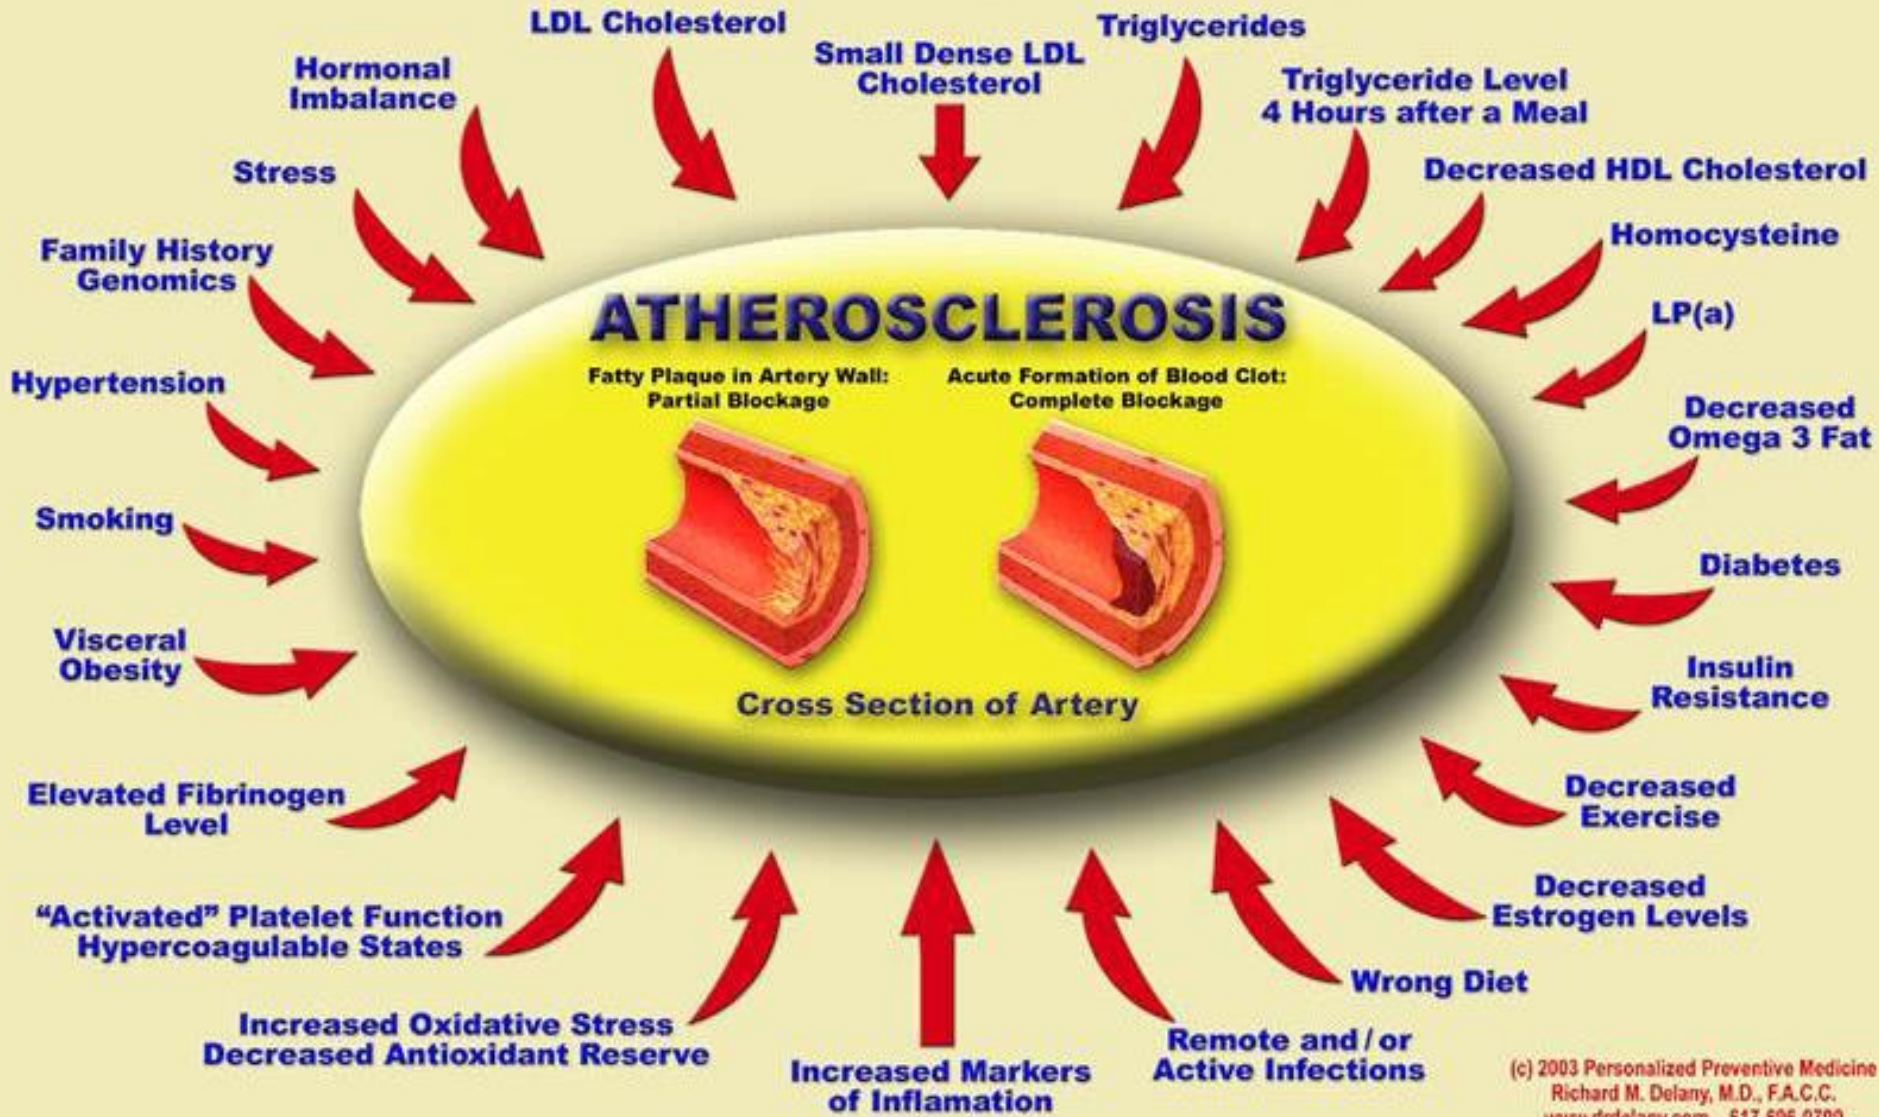 LDL Cholesterol
Small Dense LDL
Cholesterol
Triglycerides
Triglyceride Level
4 Hours after a Meal
Decreased HDL Cholesterol
Homocysteine
LP(a)
Decreased
Omega 3 Fat
Diabetes
Insulin
Resistance
Decreased
Exercise
Decreased
Estrogen Levels
Wrong Diet
Remote and / or
Active Infections
Increased Markers
of Inflamation
Increased Oxidative Stress
Decreased Antioxidant Reserve
“Activated” Platelet Function
Hypercoagulable States
Elevated Fibrinogen
Level
Visceral
Obesity
Smoking
Hypertension
Family History
Genomics
Stress
Hormonal
Imbalance
ATHEROSCLEROSIS
Fatty Plaque in Artery Wall:
Partial Blockage
Acute Formation of Blood Clot:
Complete Blockage
Cross Section of Artery
(c) 2003 Personalized Preventive Medicine
Richard M. Delany, M.D., F.A.C.C.